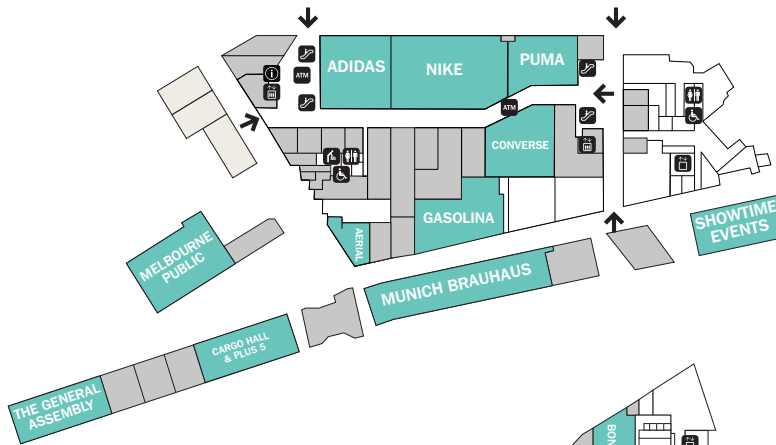 ADIDAS
NIKE
PUMA
ATM
ATM
i
CONVERSE
GASOLINA
AERIAL
SHOWTIME
EVENTS
MELBOURNE
PUBLIC
MUNICH BRAUHAUS
CARGO HALL
& PLUS 5
THE GENERAL
ASSEMBLY
BON